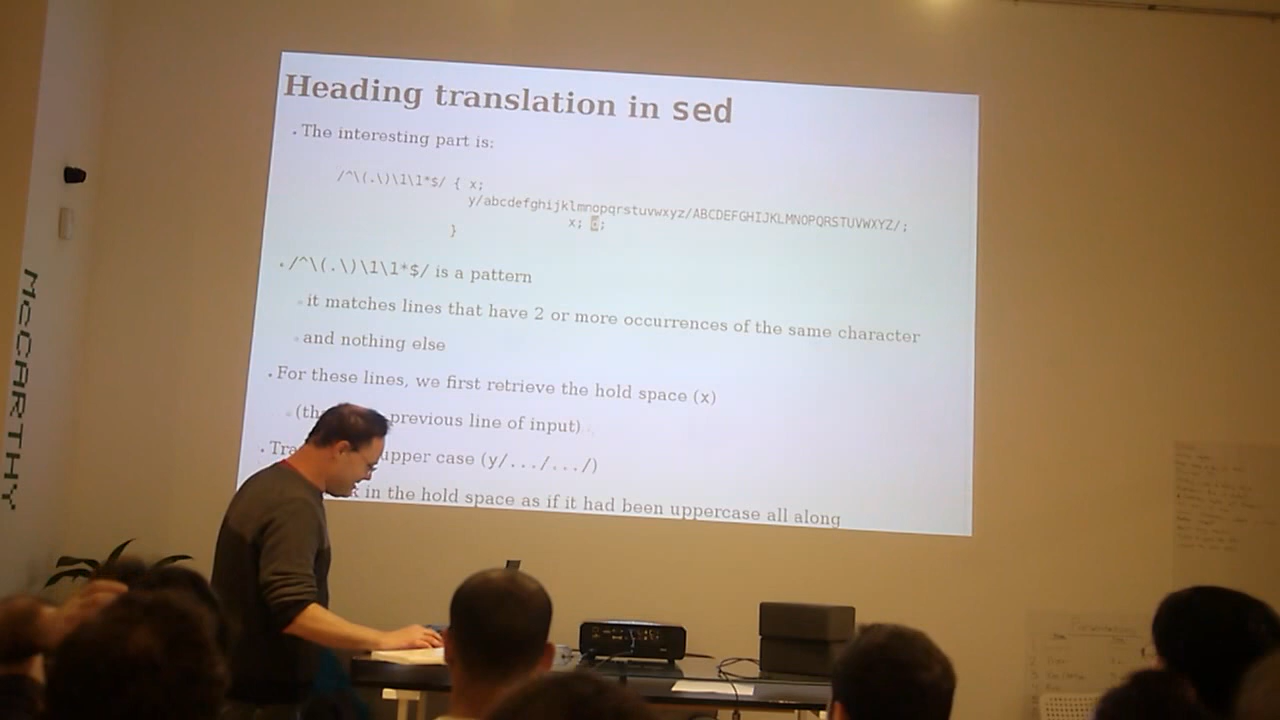 Heading translation in sed
• The interesting part is:
/^\(.\)\1\1*$/ { x;
y/abcdefghijklmnopqrstuvwxyz/ABCDEFGHIJKLMNOPQRSTUVWXYZ/;
x; d;
}
• /^\(.\)\1\1*$/ is a pattern
◦ it matches lines that have 2 or more occurrences of the same character
◦ and nothing else
• For these lines, we first retrieve the hold space (x)
previous line of input)
• upper case (y/.../.../)
in the hold space as if it had been uppercase all along
McCARTHY